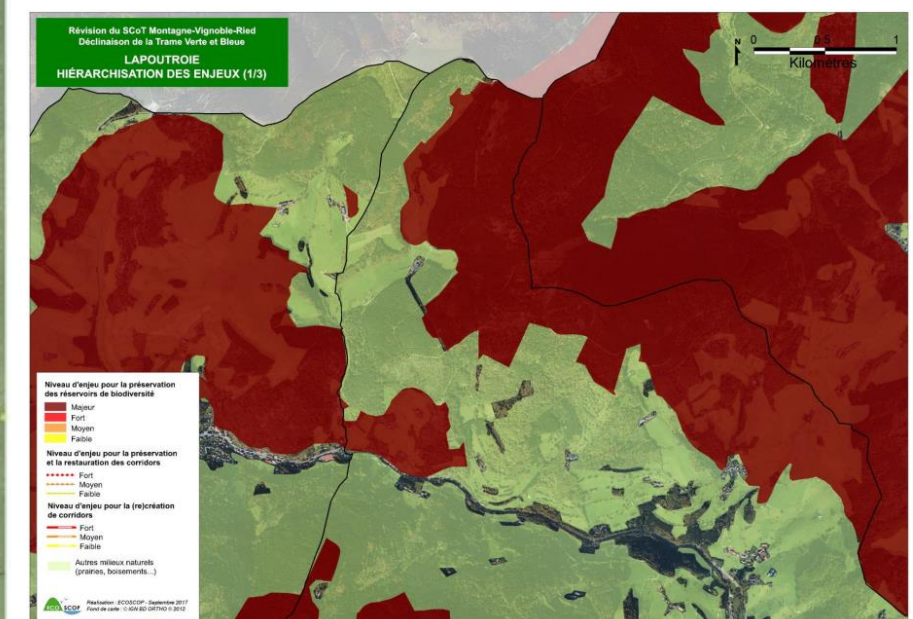 Révision du SCoT Montagne-Vignoble-Ried
Déclinaison de la Trame Verte et Bleue
LAPOUTROIE
HIÉRARCHISATION DES ENJEUX (1/3)
N
0 0.5 1
Kilomètres
Niveau d'enjeu pour la préservation
des réservoirs de biodiversité
Majeur
Fort
Moyen
Faible
Niveau d'enjeu pour la préservation
et la restauration des corridors
Fort
Moyen
Faible
Niveau d'enjeu pour la (re)création
de corridors
Fort
Moyen
Faible
Autres milieux naturels
(prairies, boisements...)
ECOSCOP
Réalisation : ECOSCOP - Septembre 2017
Fond de carte : © IGN BD ORTHO © 2012